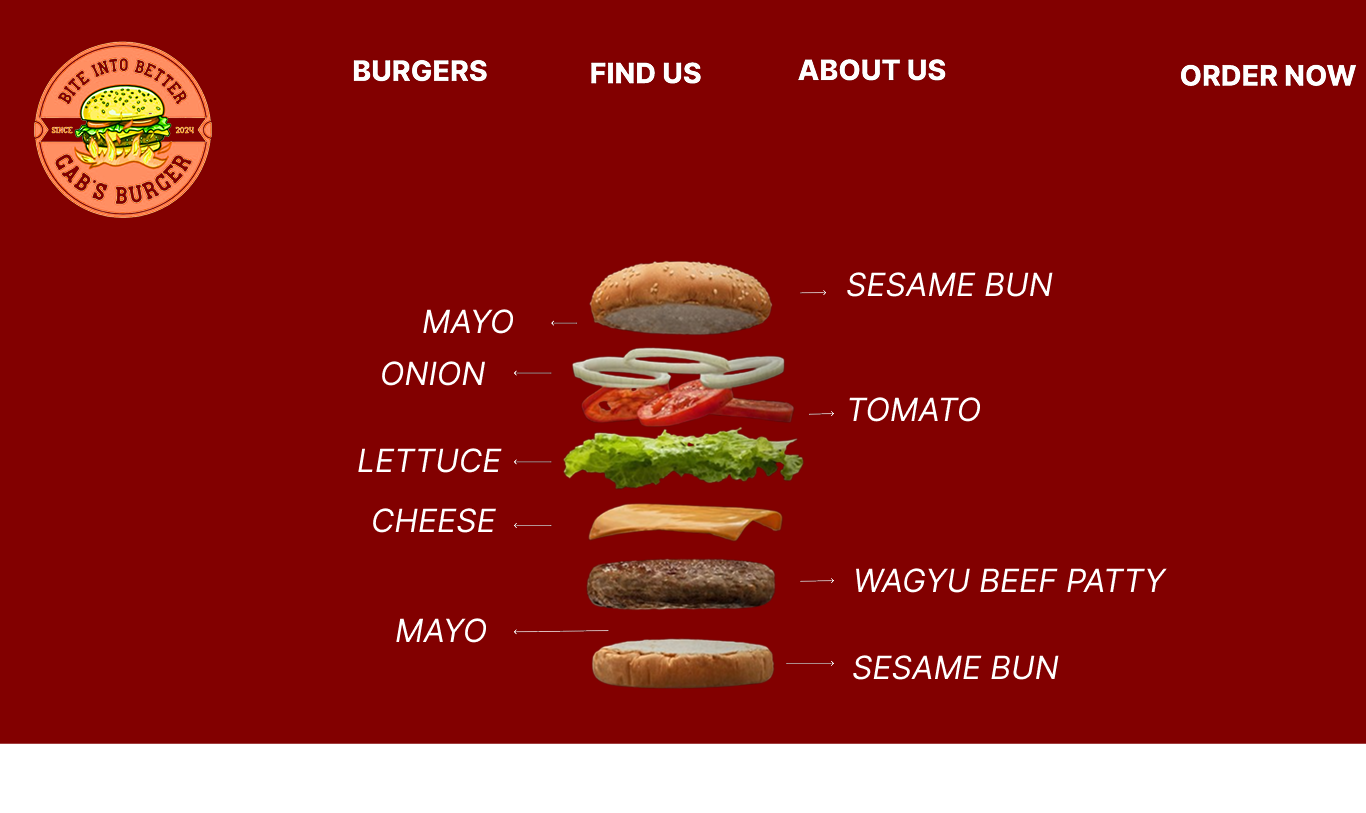 BITE INTO BETTER
SINCE 2024
GAB'S BURGER
BURGERS
FIND US
ABOUT US
ORDER NOW
SESAME BUN
MAYO
ONION
TOMATO
LETTUCE
CHEESE
WAGYU BEEF PATTY
MAYO
SESAME BUN